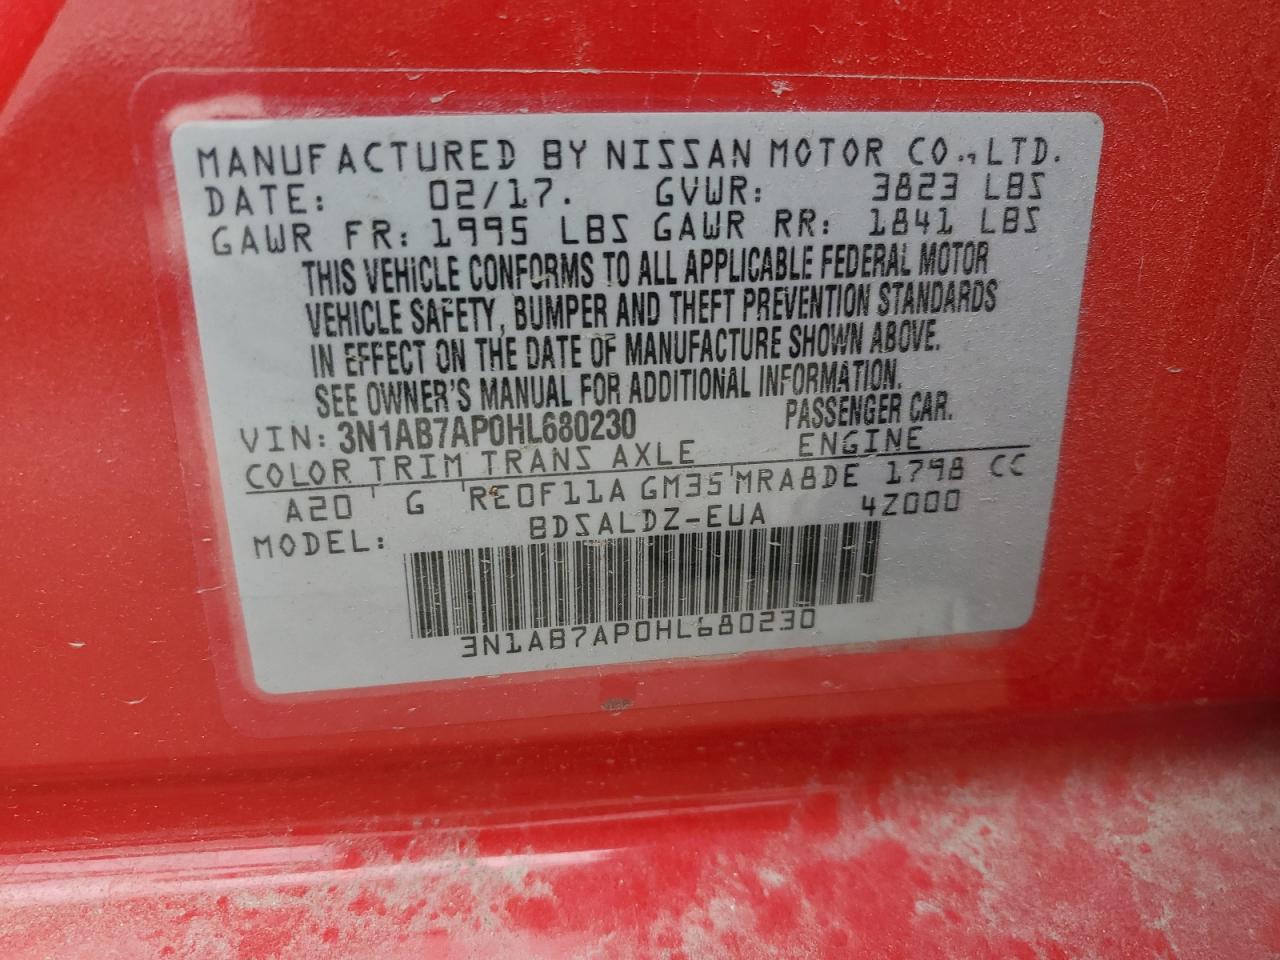 MANUFACTURED BY NISSAN MOTOR CO., LTD.
DATE: 02/17. GVWR: 3823 LBS
GAWR FR: 1995 LBS GAWR RR: 1841 LBS
THIS VEHICLE CONFORMS TO ALL APPLICABLE FEDERAL MOTOR
VEHICLE SAFETY, BUMPER AND THEFT PREVENTION STANDARDS
IN EFFECT ON THE DATE OF MANUFACTURE SHOWN ABOVE.
SEE OWNER'S MANUAL FOR ADDITIONAL INFORMATION.
VIN: 3N1AB7AP0HL680230 PASSENGER CAR.
COLOR TRIM TRANS AXLE ENGINE
A20 ' G 'RE0F11A GM35'MRA8DE 1798 CC
MODEL: BDSALDZ-EUA 4Z000
3N1AB7AP0HL680230